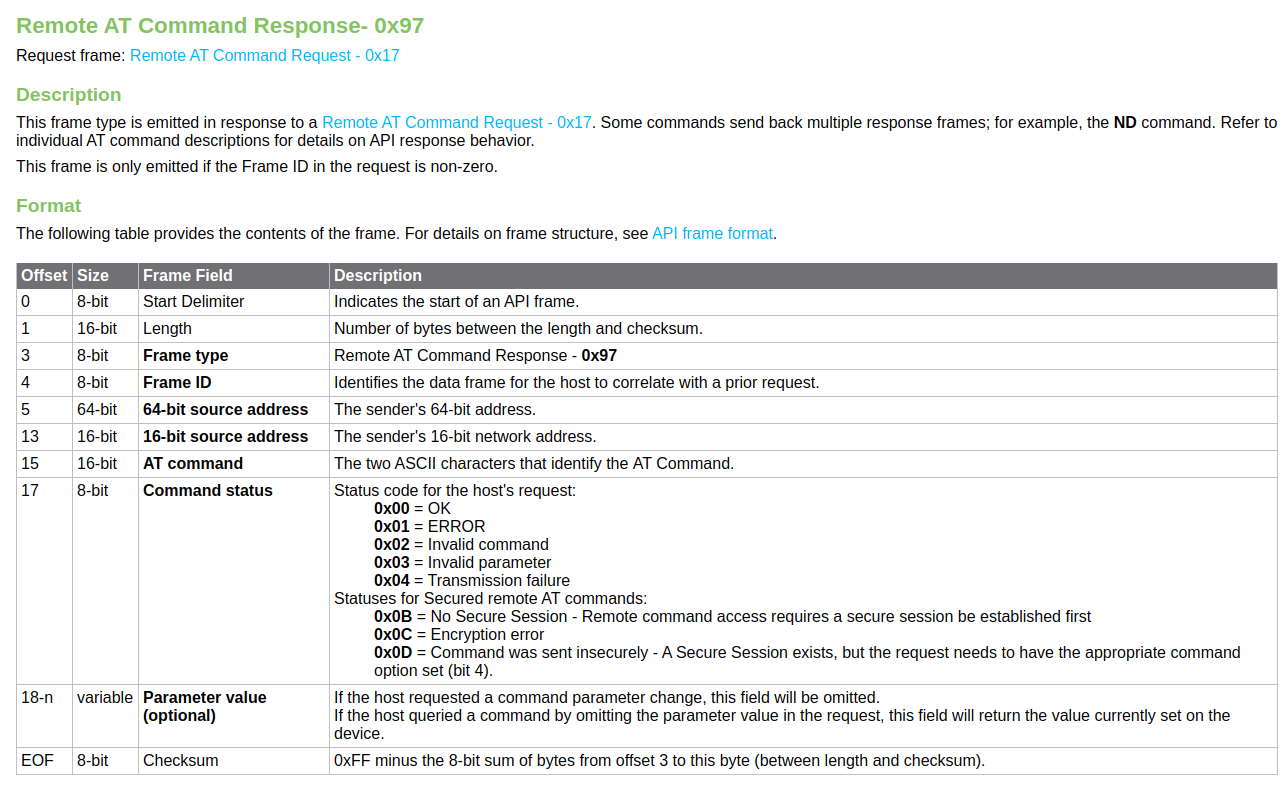 Remote AT Command Response- 0x97
Request frame: Remote AT Command Request - 0x17
Description
This frame type is emitted in response to a Remote AT Command Request - 0x17. Some commands send back multiple response frames; for example, the ND command. Refer to
individual AT command descriptions for details on API response behavior.
This frame is only emitted if the Frame ID in the request is non-zero.
Format
The following table provides the contents of the frame. For details on frame structure, see API frame format.
Offset Size Frame Field Description
0 8-bit Start Delimiter Indicates the start of an API frame.
1 16-bit Length Number of bytes between the length and checksum.
3 8-bit Frame type Remote AT Command Response - 0x97
4 8-bit Frame ID Identifies the data frame for the host to correlate with a prior request.
5 64-bit 64-bit source address The sender's 64-bit address.
13 16-bit 16-bit source address The sender's 16-bit network address.
15 16-bit AT command The two ASCII characters that identify the AT Command.
17 8-bit Command status Status code for the host's request:
0x00 = OK
0x01 = ERROR
0x02 = Invalid command
0x03 = Invalid parameter
0x04 = Transmission failure
Statuses for Secured remote AT commands:
0x0B = No Secure Session - Remote command access requires a secure session be established first
0x0C = Encryption error
0x0D = Command was sent insecurely - A Secure Session exists, but the request needs to have the appropriate command
option set (bit 4).
18-n variable Parameter value If the host requested a command parameter change, this field will be omitted.
(optional) If the host queried a command by omitting the parameter value in the request, this field will return the value currently set on the
device.
EOF 8-bit Checksum 0xFF minus the 8-bit sum of bytes from offset 3 to this byte (between length and checksum).